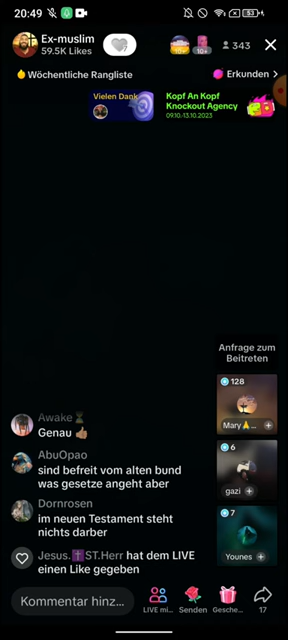 20:49
Ex-muslim
59.5K Likes
10+
10+
343
Wöchentliche Rangliste
Erkunden
Vielen Dank
Kopf An Kopf
Knockout Agency
09.10.-13.10.2023
Anfrage zum
Beitreten
128
Mary🙏...
6
gazi
7
Younes
Awake⏳
Genau 👍🏼
AbuOpao
sind befreit vom alten bund
was gesetze angeht aber
Dornrosen
im neuen Testament steht
nichts darber
Jesus.✝️ST.Herr hat dem LIVE
einen Like gegeben
Kommentar hinz...
LIVE mi...
Senden
Gesche...
17